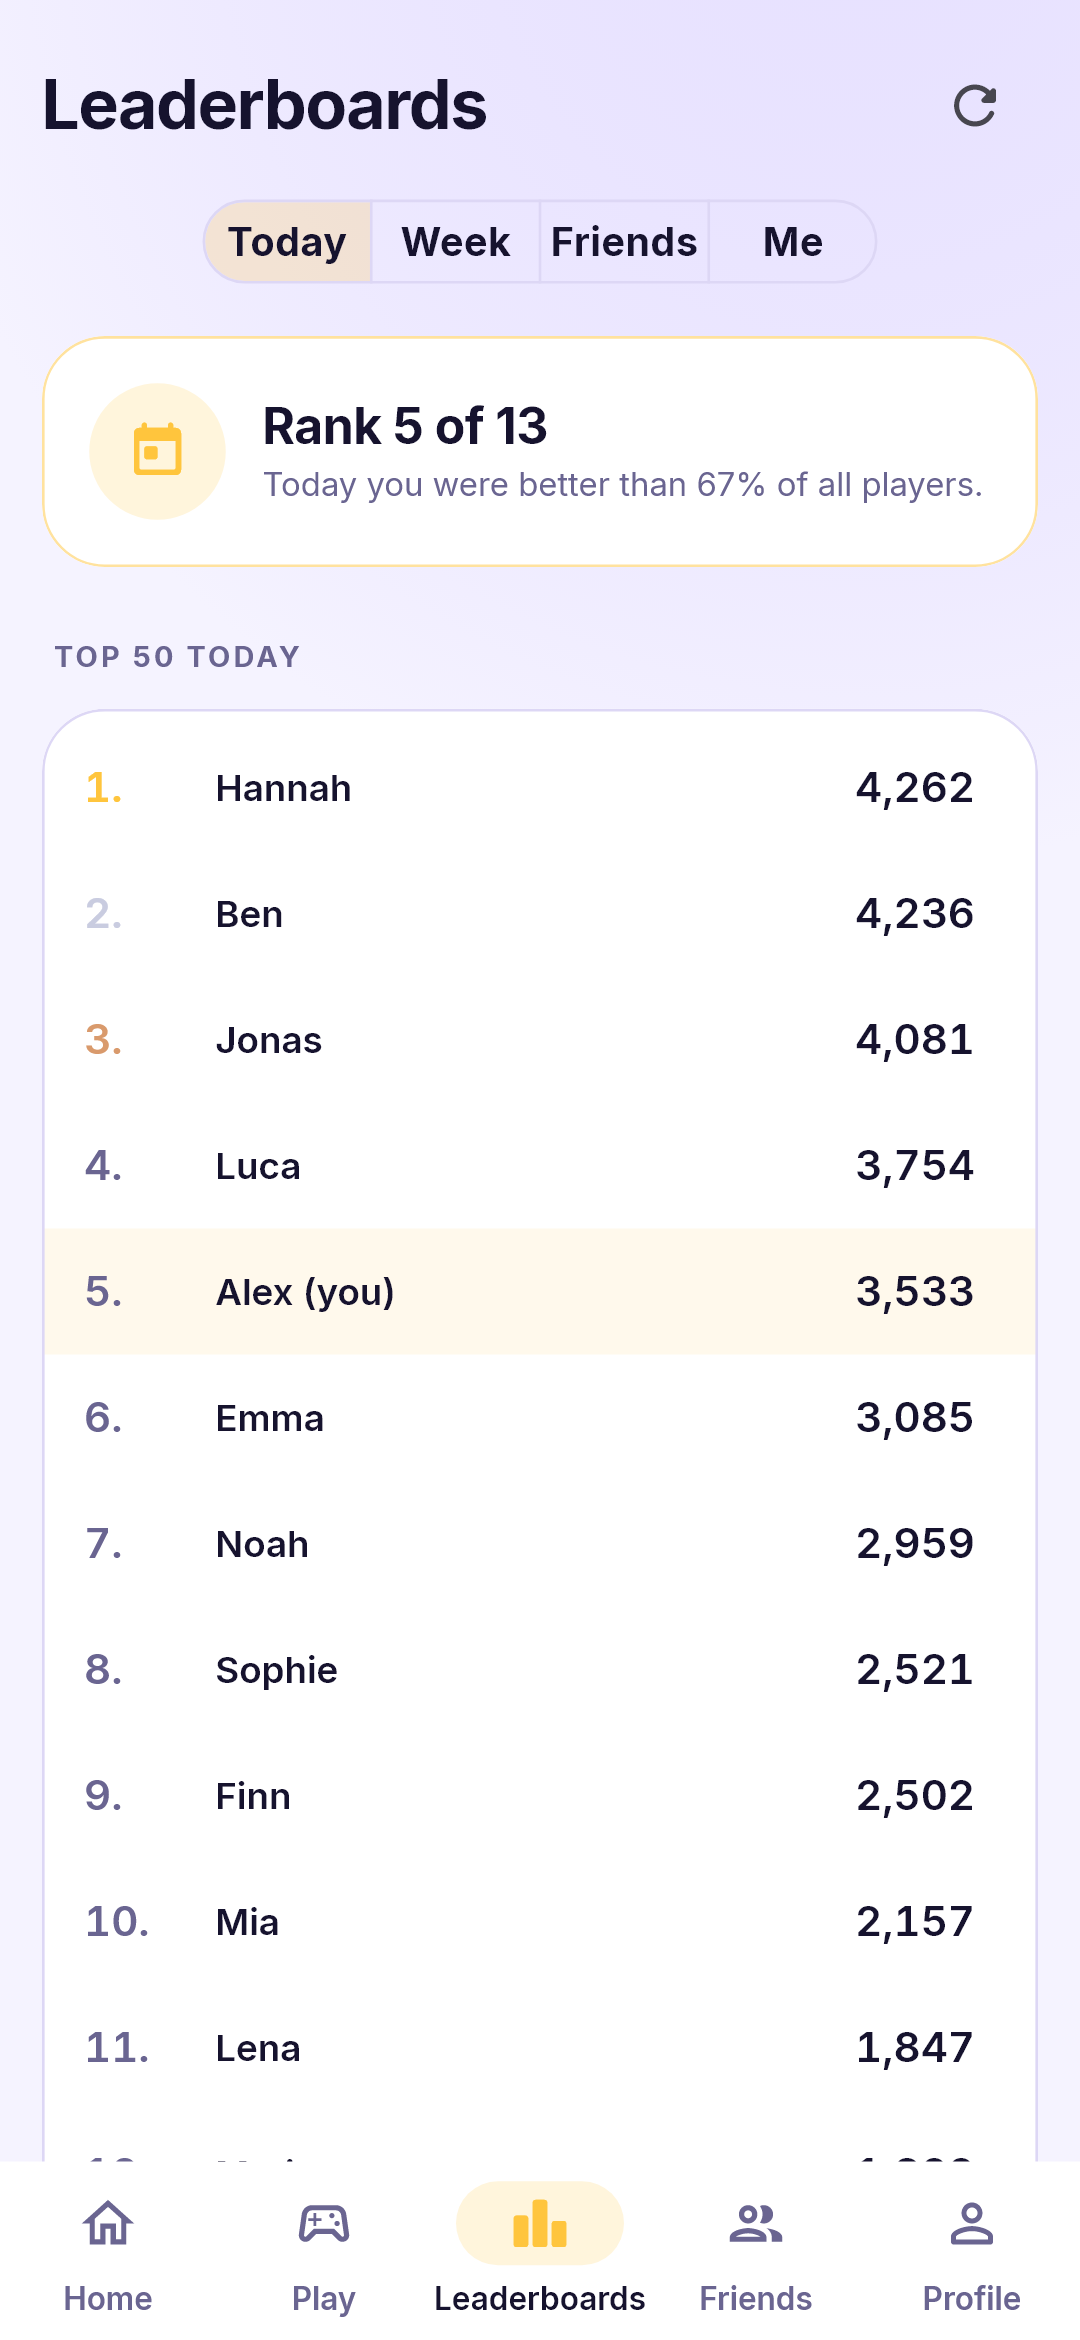 Leaderboards
Today Week Friends Me
Rank 5 of 13
Today you were better than 67% of all players.
TOP 50 TODAY
1. Hannah 4,262
2. Ben 4,236
3. Jonas 4,081
4. Luca 3,754
5. Alex (you) 3,533
6. Emma 3,085
7. Noah 2,959
8. Sophie 2,521
9. Finn 2,502
10. Mia 2,157
11. Lena 1,847
Home Play Leaderboards Friends Profile